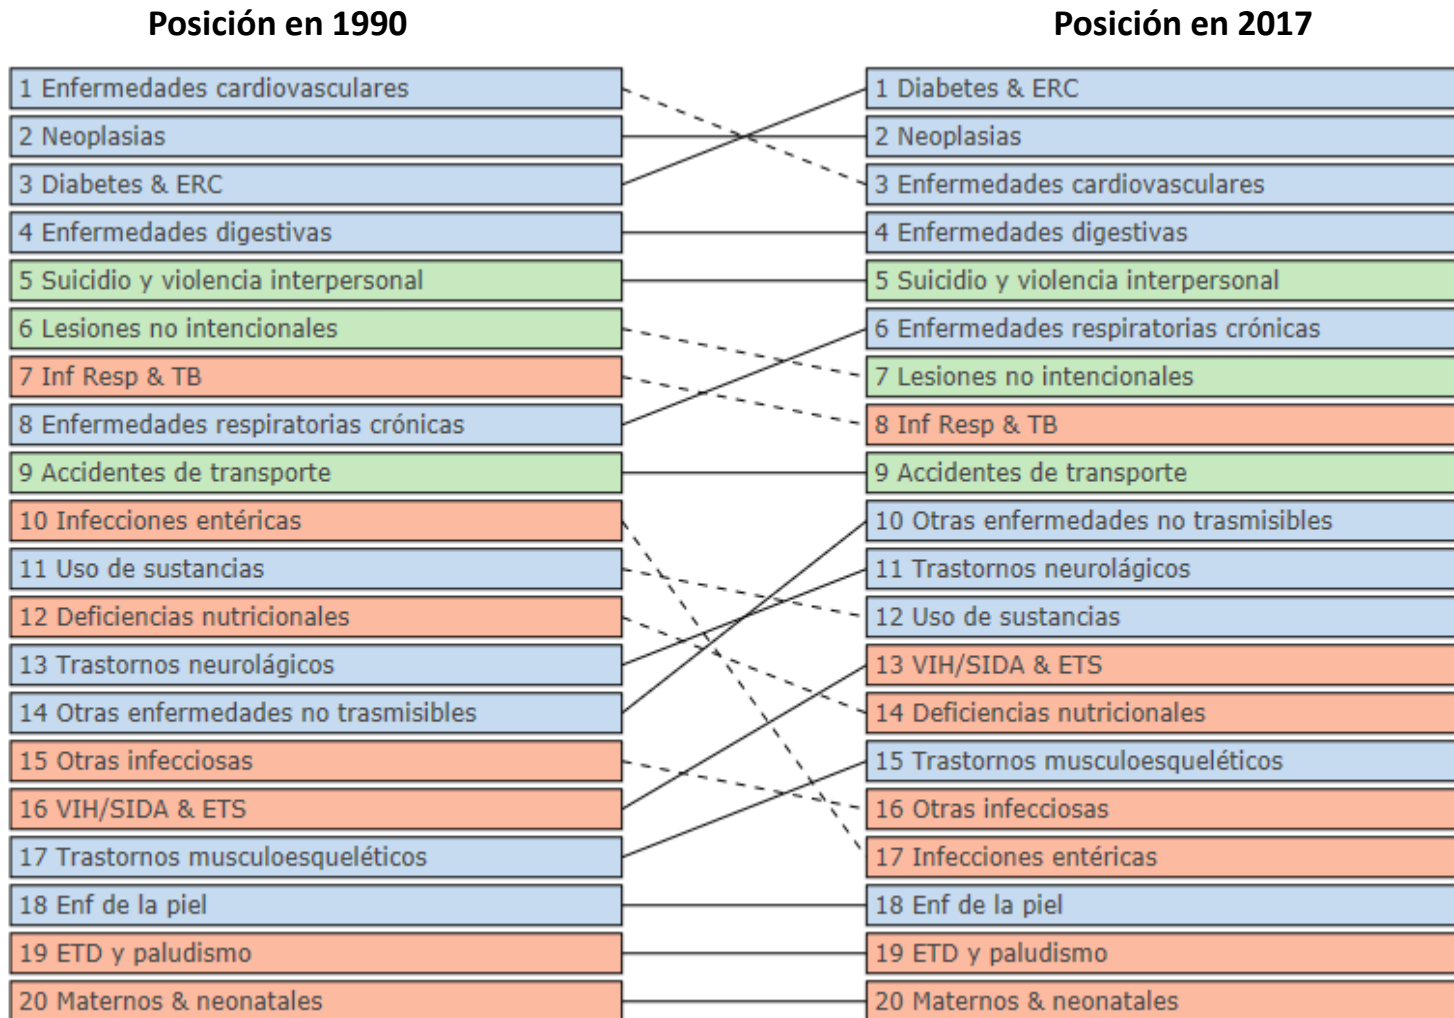 Posición en 1990
Posición en 2017
1 Enfermedades cardiovasculares
1 Diabetes & ERC
2 Neoplasias
2 Neoplasias
3 Diabetes & ERC
3 Enfermedades cardiovasculares
4 Enfermedades digestivas
4 Enfermedades digestivas
5 Suicidio y violencia interpersonal
5 Suicidio y violencia interpersonal
6 Lesiones no intencionales
6 Enfermedades respiratorias crónicas
7 Inf Resp & TB
7 Lesiones no intencionales
8 Enfermedades respiratorias crónicas
8 Inf Resp & TB
9 Accidentes de transporte
9 Accidentes de transporte
10 Infecciones entéricas
10 Otras enfermedades no trasmisibles
11 Uso de sustancias
11 Trastornos neurolágicos
12 Deficiencias nutricionales
12 Uso de sustancias
13 Trastornos neurolágicos
13 VIH/SIDA & ETS
14 Otras enfermedades no trasmisibles
14 Deficiencias nutricionales
15 Otras infecciosas
15 Trastornos musculoesqueléticos
16 VIH/SIDA & ETS
16 Otras infecciosas
17 Trastornos musculoesqueléticos
17 Infecciones entéricas
18 Enf de la piel
18 Enf de la piel
19 ETD y paludismo
19 ETD y paludismo
20 Maternos & neonatales
20 Maternos & neonatales